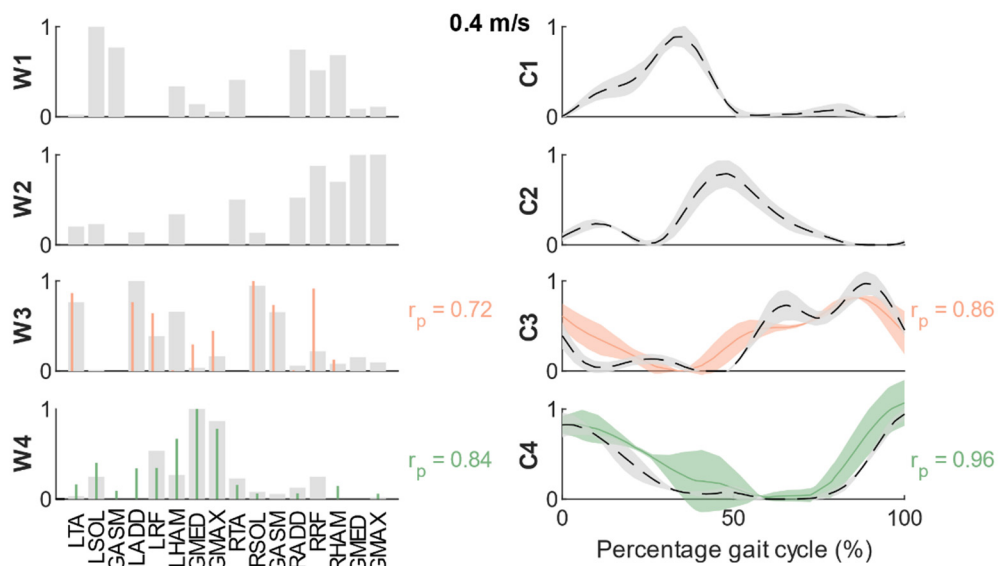 0.4 m/s
W1
1
0
C1
1
0
W2
1
0
C2
1
0
W3
1
0
r_p = 0.72
C3
1
0
r_p = 0.86
W4
1
0
r_p = 0.84
C4
1
0
r_p = 0.96
LTA
LSOL
GASM
LADD
LRF
LHAM
GMED
GMAX
RTA
RSOL
GASM
RADD
RRF
RHAM
GMED
GMAX
0 50 100
Percentage gait cycle (%)